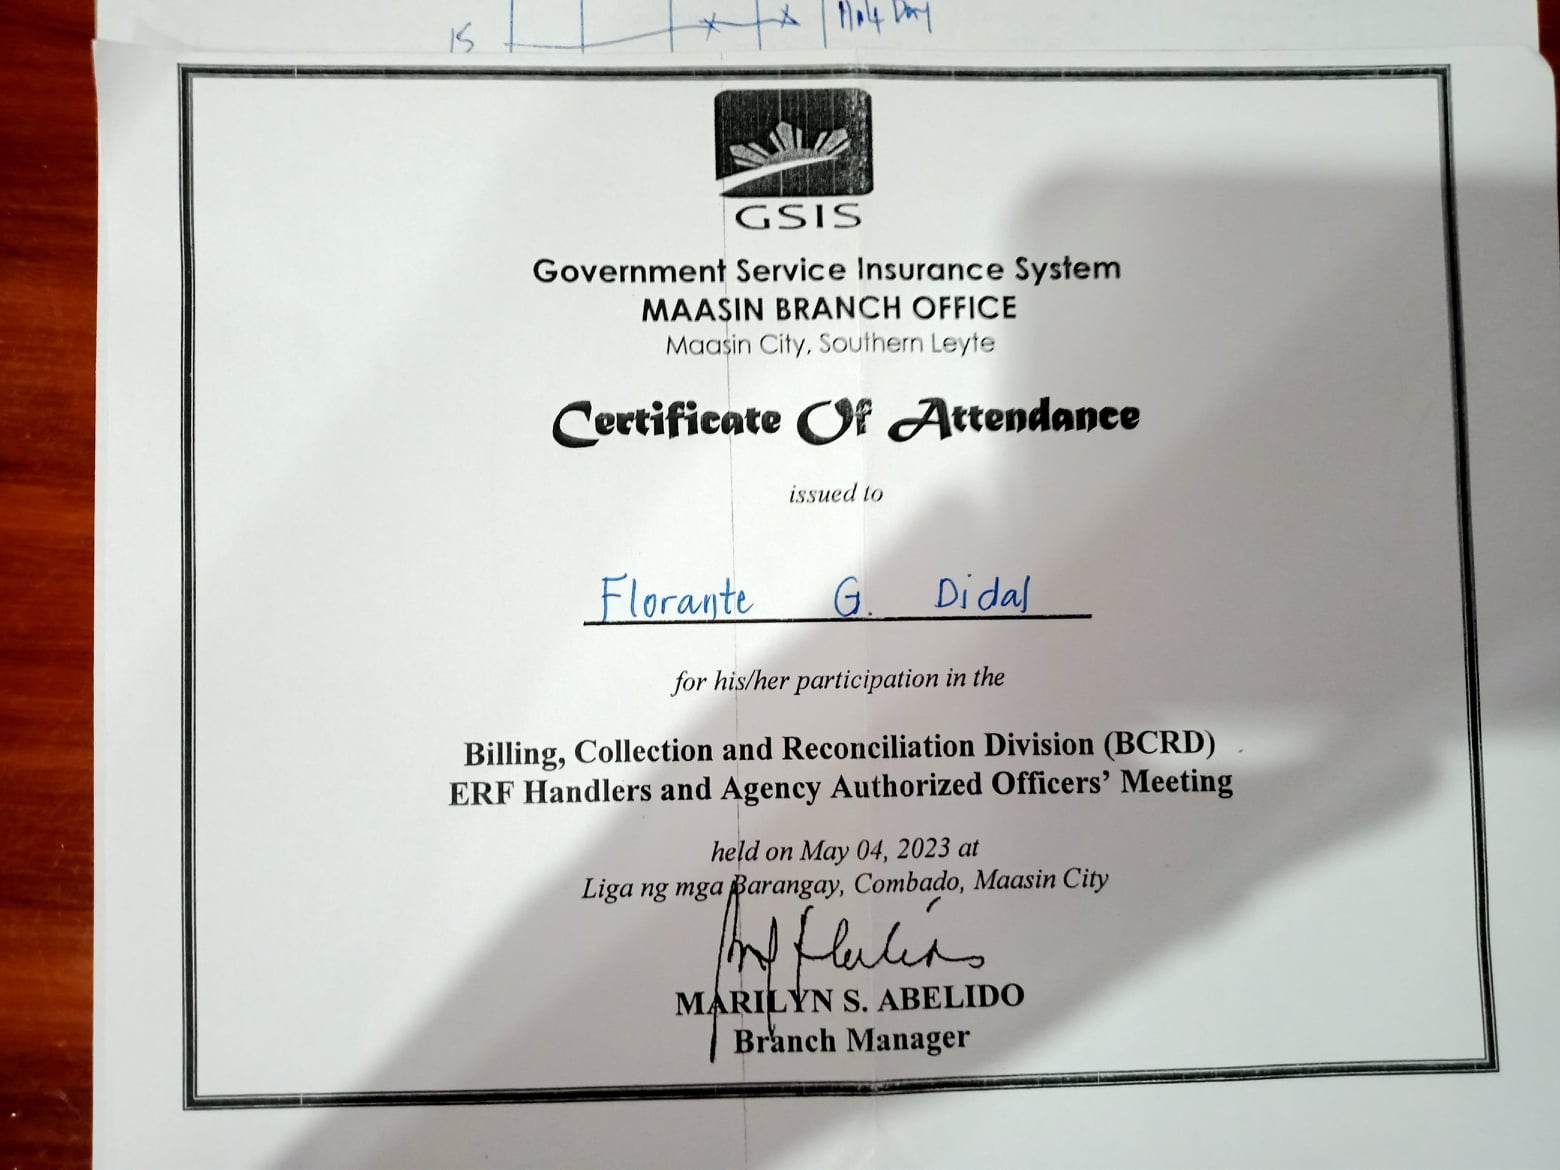 15
Holy Day
GSIS
Government Service Insurance System
MAASIN BRANCH OFFICE
Maasin City, Southern Leyte
Certificate Of Attendance
issued to
Florante G. Didal
for his/her participation in the
Billing, Collection and Reconciliation Division (BCRD)
ERF Handlers and Agency Authorized Officers’ Meeting
held on May 04, 2023 at
Liga ng mga Barangay, Combado, Maasin City
MARILYN S. ABELIDO
Branch Manager